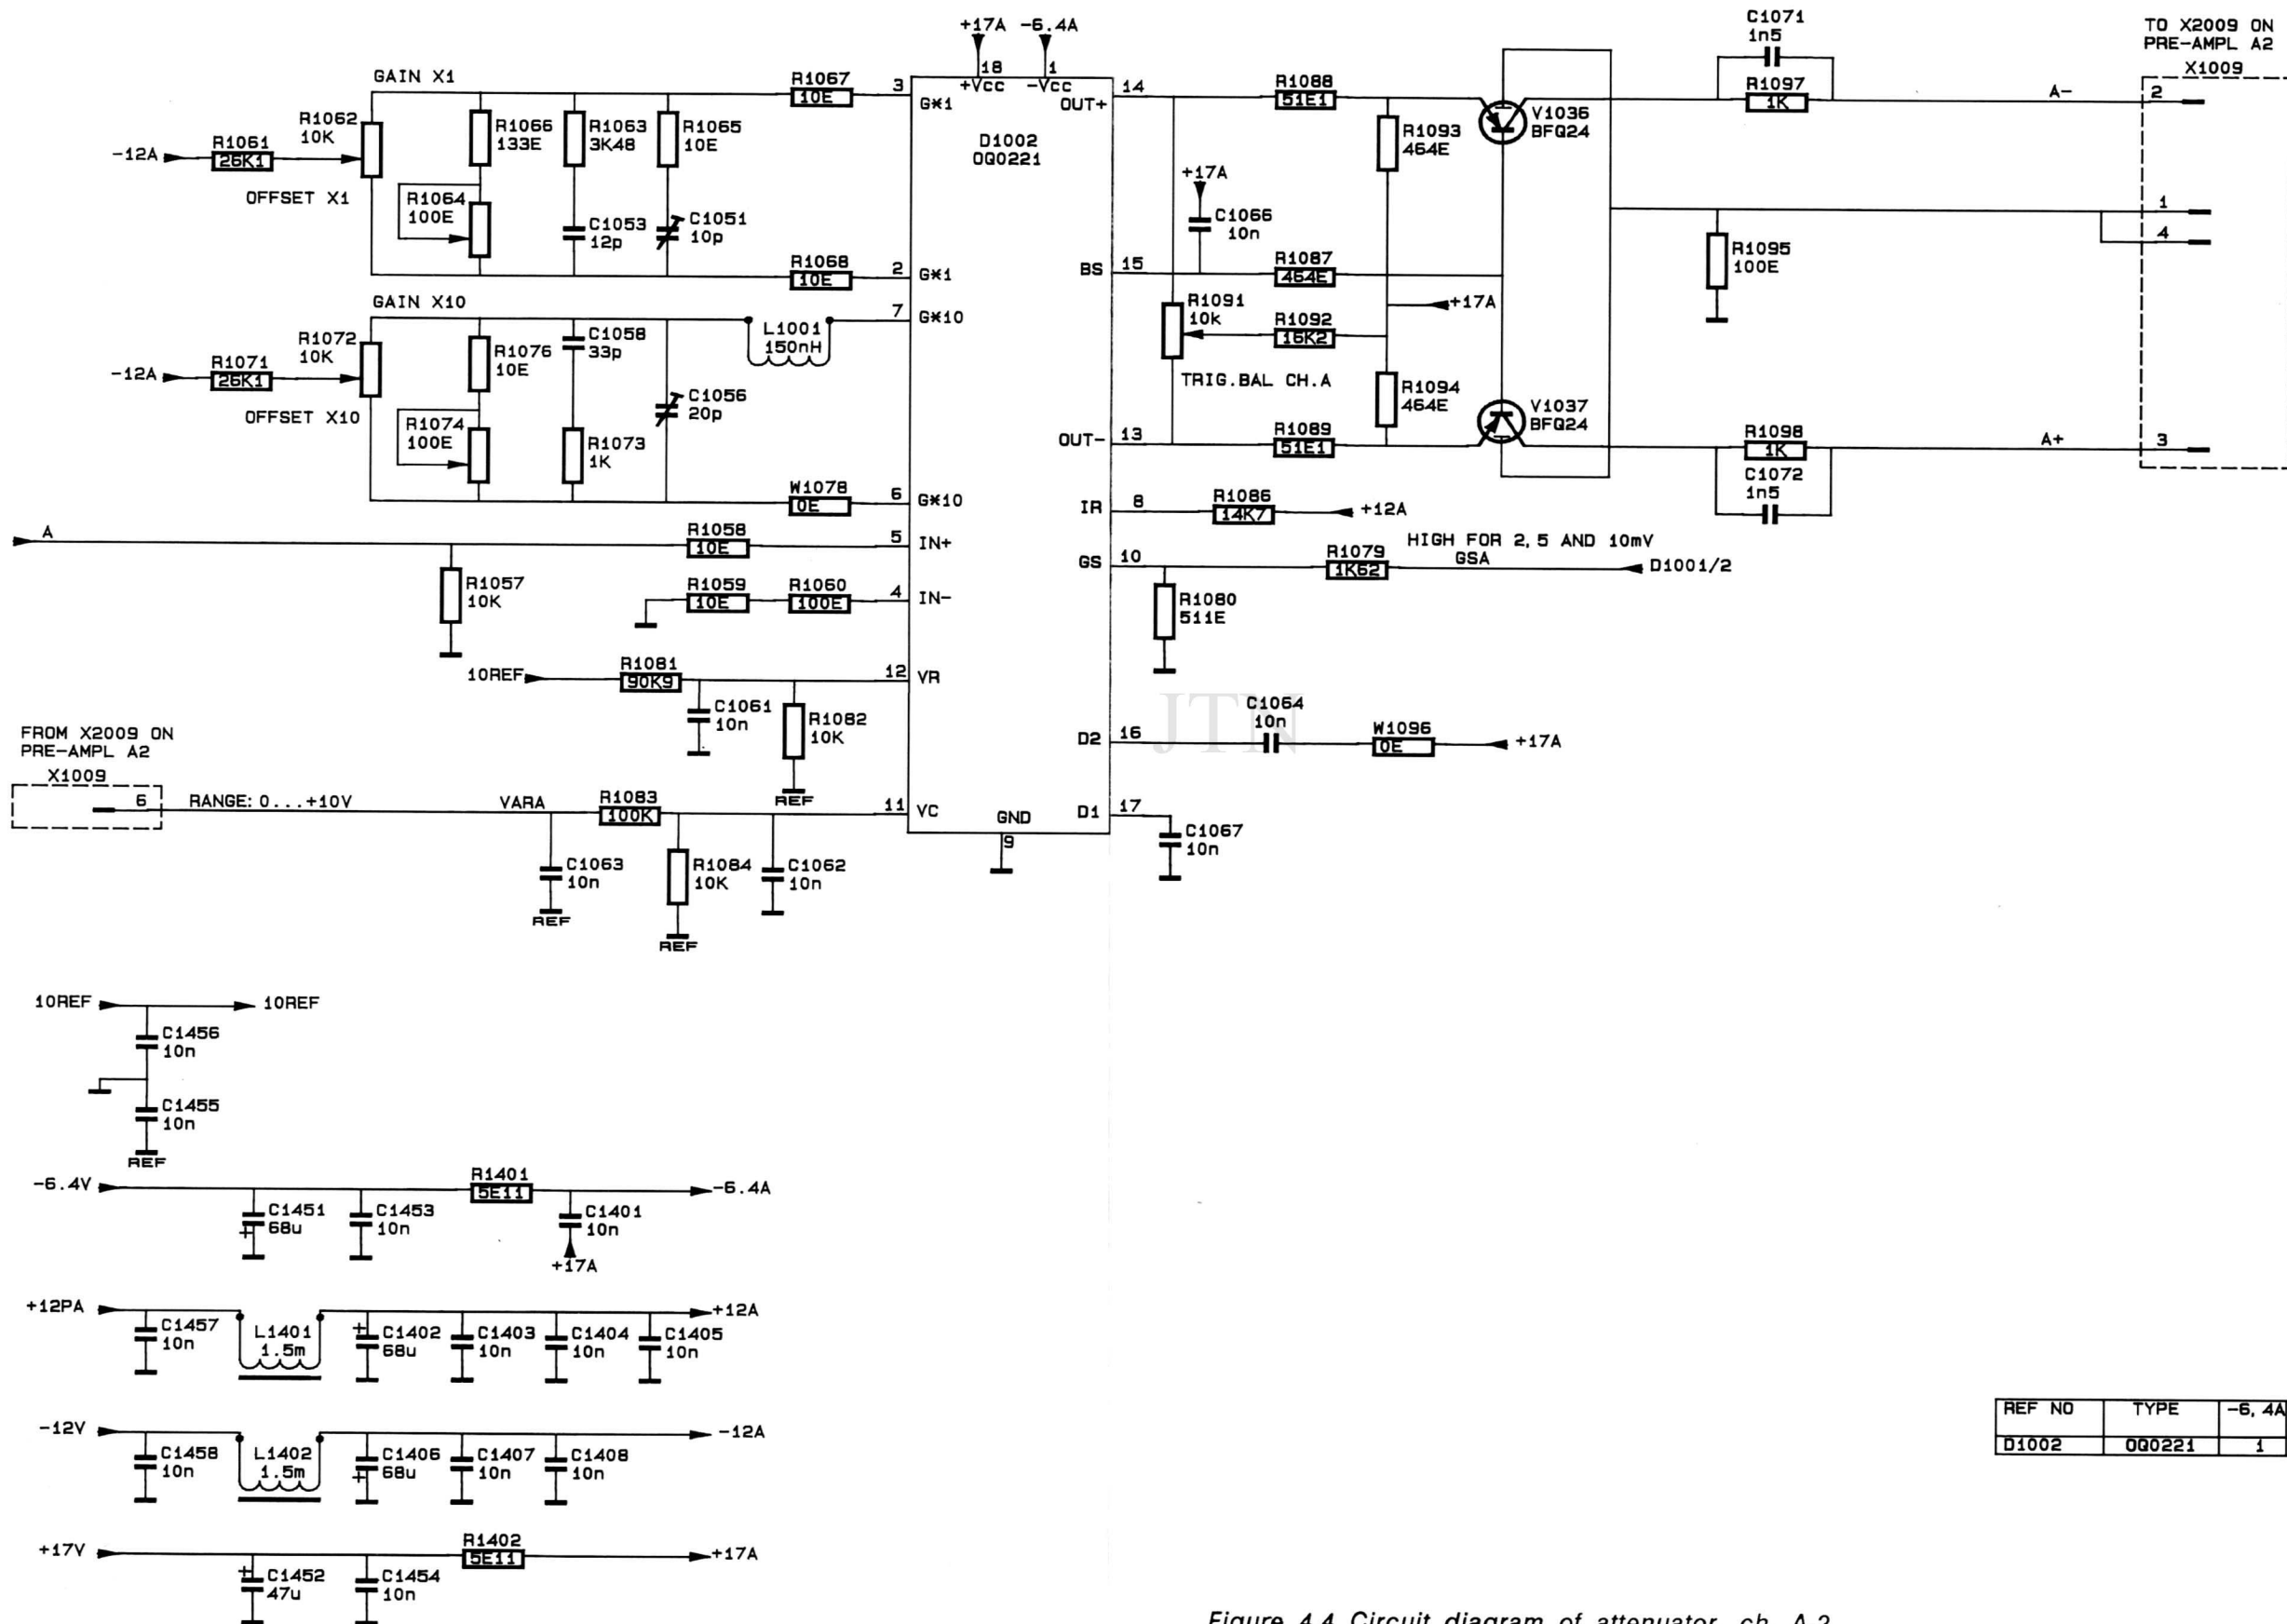 +17A -6.4A
C1071
1n5
TO X2009 ON
PRE-AMPL A2
X1009
GAIN X1
R1067
10E
3
G*1
18
+Vcc
1
-Vcc
OUT+
14
R1088
51E1
R1097
1K
A-
2
R1062
10K
R1061
26K1
-12A
OFFSET X1
R1066
133E
R1063
3K48
R1065
10E
D1002
OQ0221
R1093
464E
V1036
BFQ24
+17A
R1064
100E
C1053
12p
C1051
10p
C1066
10n
1
4
R1068
10E
2
G*1
BS
15
R1087
464E
R1095
100E
GAIN X10
7
G*10
R1091
10k
+17A
R1072
10K
R1071
26K1
-12A
OFFSET X10
R1076
10E
C1058
33p
L1001
150nH
R1092
16K2
C1056
20p
TRIG.BAL CH.A
R1094
464E
V1037
BFQ24
R1074
100E
R1073
1K
OUT-
13
R1089
51E1
R1098
1K
A+
3
C1072
1n5
W1078
0E
6
G*10
IR
8
R1086
14K7
+12A
A
R1058
10E
5
IN+
GS
10
R1079
1K62
HIGH FOR 2,5 AND 10mV
GSA
D1001/2
R1057
10K
R1059
10E
R1060
100E
4
IN-
R1080
511E
10REF
R1081
90K9
12
VR
C1061
10n
R1082
10K
REF
JTN
C1064
10n
D2
16
W1096
0E
+17A
FROM X2009 ON
PRE-AMPL A2
X1009
6
RANGE: 0...+10V
VARA
R1083
100K
11
VC
GND
9
D1
17
C1067
10n
C1063
10n
REF
R1084
10K
REF
C1062
10n
10REF
10REF
C1456
10n
C1455
10n
REF
-6.4V
R1401
5E11
-6.4A
C1451
68u
C1453
10n
C1401
10n
+17A
+12PA
+12A
C1457
10n
L1401
1.5m
C1402
68u
C1403
10n
C1404
10n
C1405
10n
-12V
-12A
C1458
10n
L1402
1.5m
C1406
68u
C1407
10n
C1408
10n
REF NO TYPE -6, 4A
D1002 OQ0221 1
+17V
R1402
5E11
+17A
C1452
47u
C1454
10n
Figure 4.4 Circuit diagram of attenuator, ch. A 2